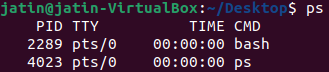 jatin@jatin-VirtualBox:~/Desktop$ ps
    PID TTY          TIME CMD
   2289 pts/0    00:00:00 bash
   4023 pts/0    00:00:00 ps